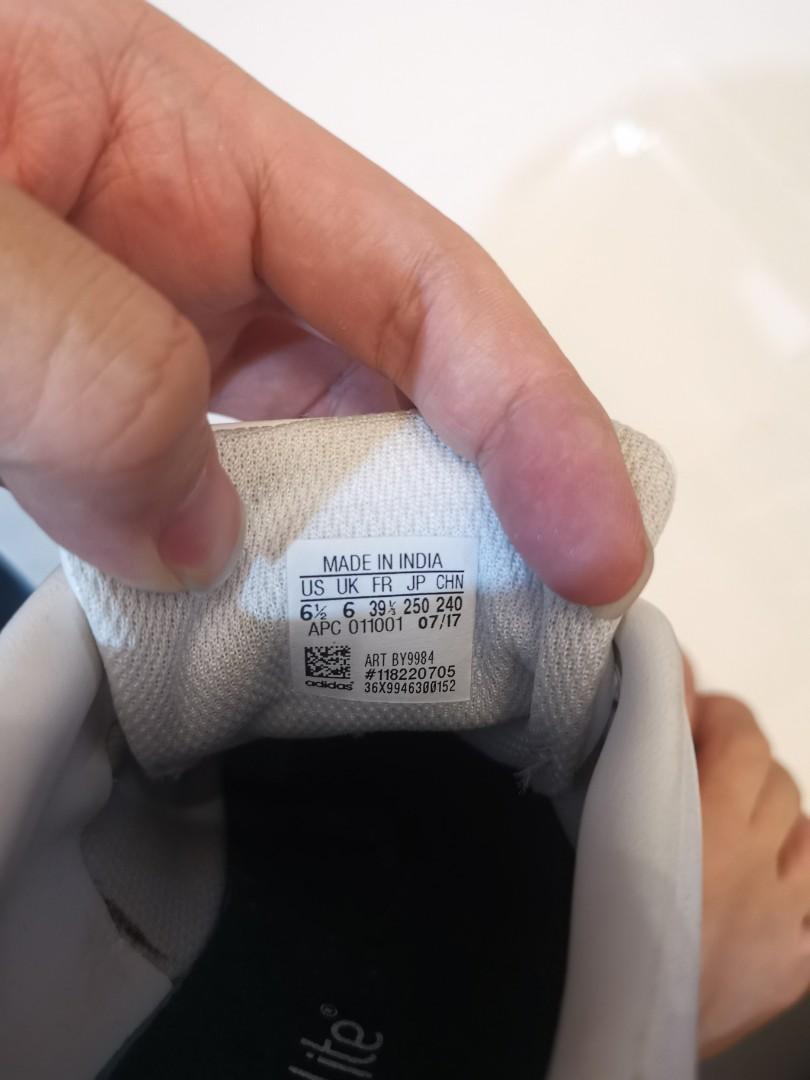 MADE IN INDIA
US UK FR JP CHN
6½ 6 39⅓ 250 240
APC 011001 07/17
ART BY9984
#118220705
adidas 36X9946300152
lite®